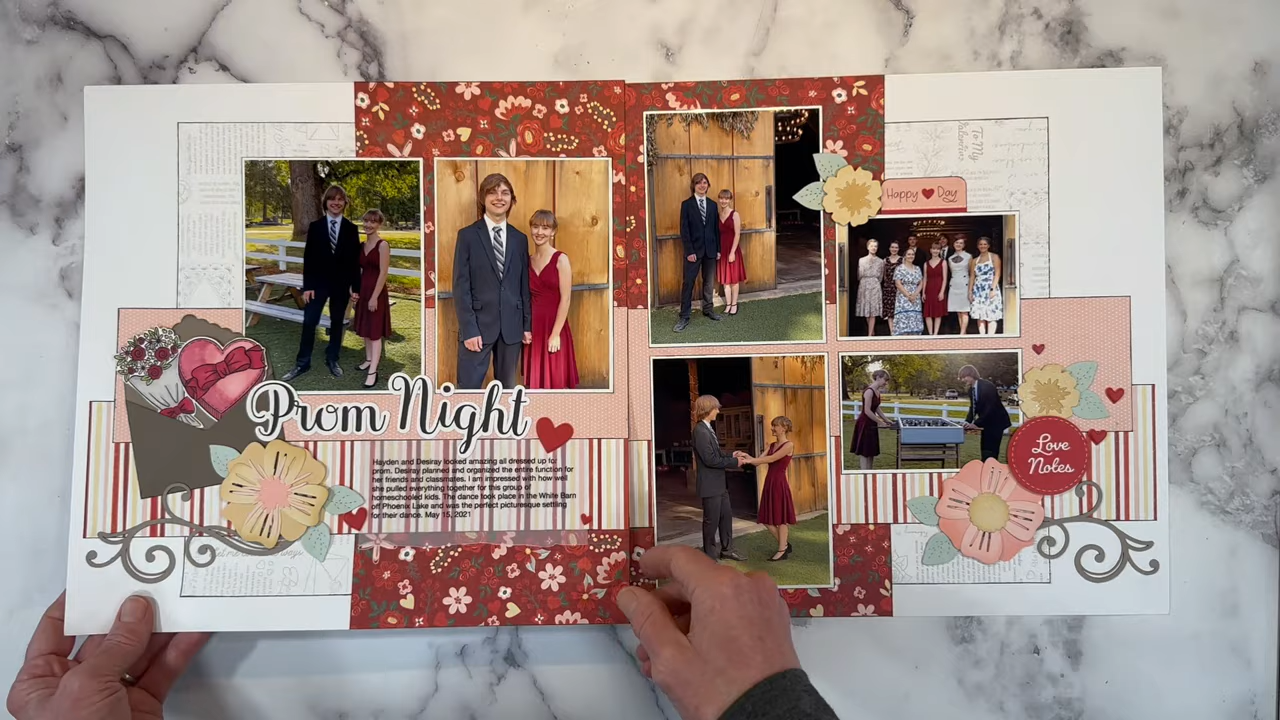 To My
Valentine
Happy Day
Prom Night
Hayden and Desiray looked amazing all dressed up for
prom. Desiray planned and organized the entire function for
her friends and classmates. I am impressed with how well
she pulled everything together for this group of
homeschooled kids. The dance took place in the White Barn
off Phoenix Lake and was the perfect picturesque setting
for their dance. May 15, 2021
Love
Notes